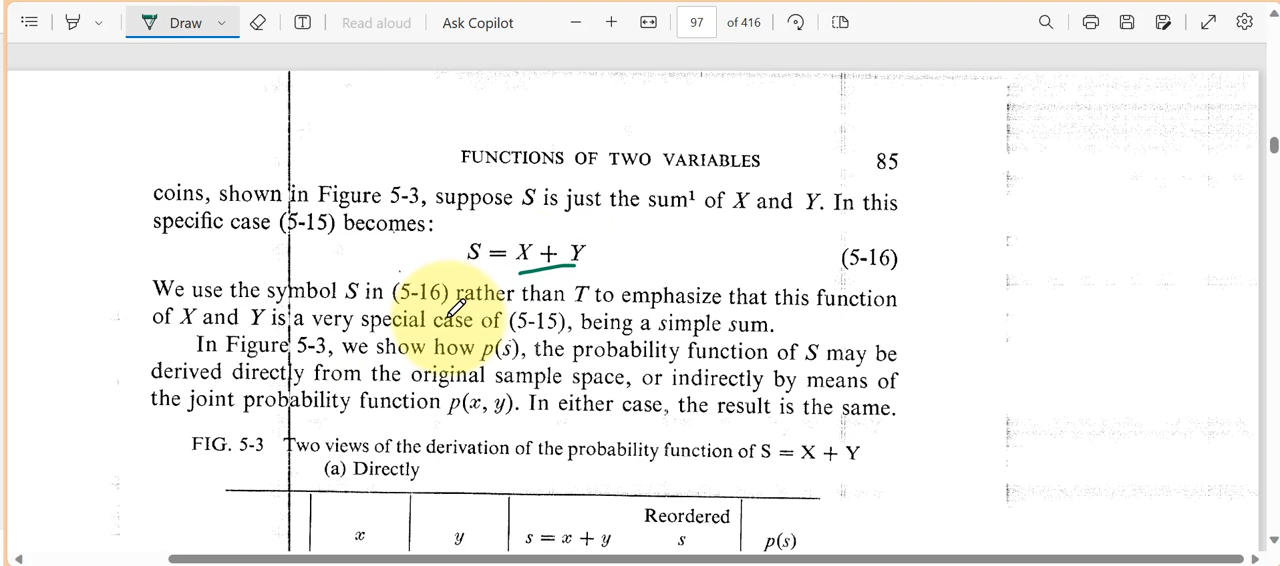 Draw Read aloud Ask Copilot 97 of 416
FUNCTIONS OF TWO VARIABLES 85
coins, shown in Figure 5-3, suppose S is just the sum¹ of X and Y. In this
specific case (5-15) becomes:
S = X + Y (5-16)
We use the symbol S in (5-16) rather than T to emphasize that this function
of X and Y is a very special case of (5-15), being a simple sum.
In Figure 5-3, we show how p(s), the probability function of S may be
derived directly from the original sample space, or indirectly by means of
the joint probability function p(x, y). In either case, the result is the same.
FIG. 5-3 Two views of the derivation of the probability function of S = X + Y
(a) Directly
Reordered
x y s = x + y s p(s)